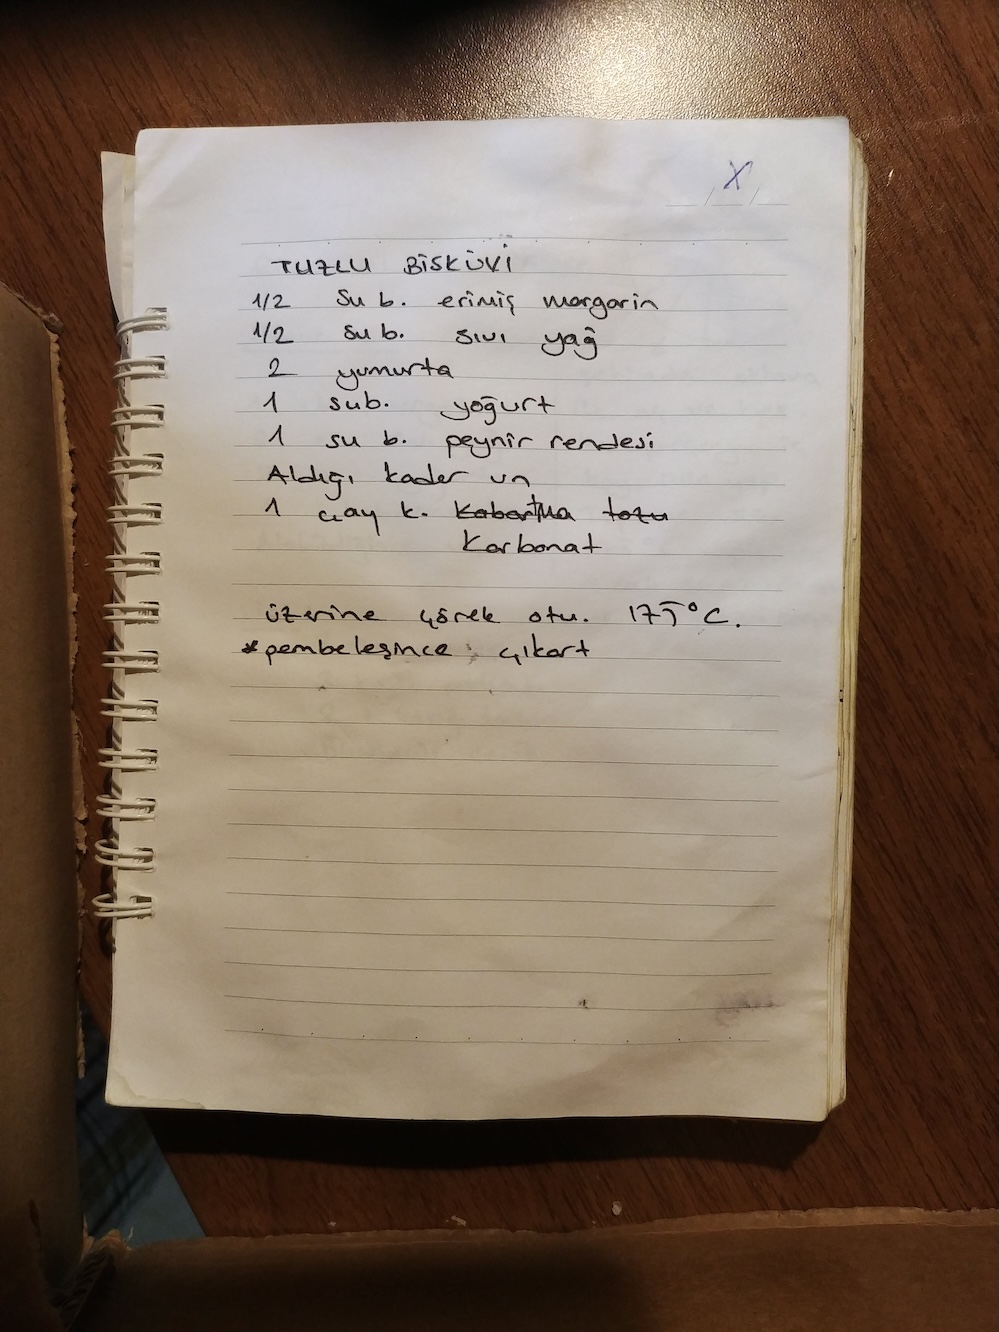 X
TUZLU BİSKÜVİ
1/2 su b. erimiş margarin
1/2 su b. sıvı yağ
2 yumurta
1 sub. yoğurt
1 su b. peynir rendesi
Aldığı kader un
1 çay k. Kabartma tozu
Karbonat
üzerine çörek otu. 175°C.
*pembeleşince çıkart